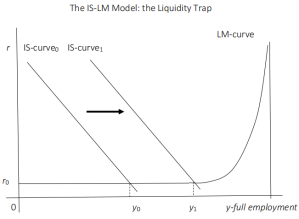 The IS-LM Model: the Liquidity Trap
r IS-curve₀ IS-curve₁ LM-curve
r₀
0 y₀ y₁ y-full employment